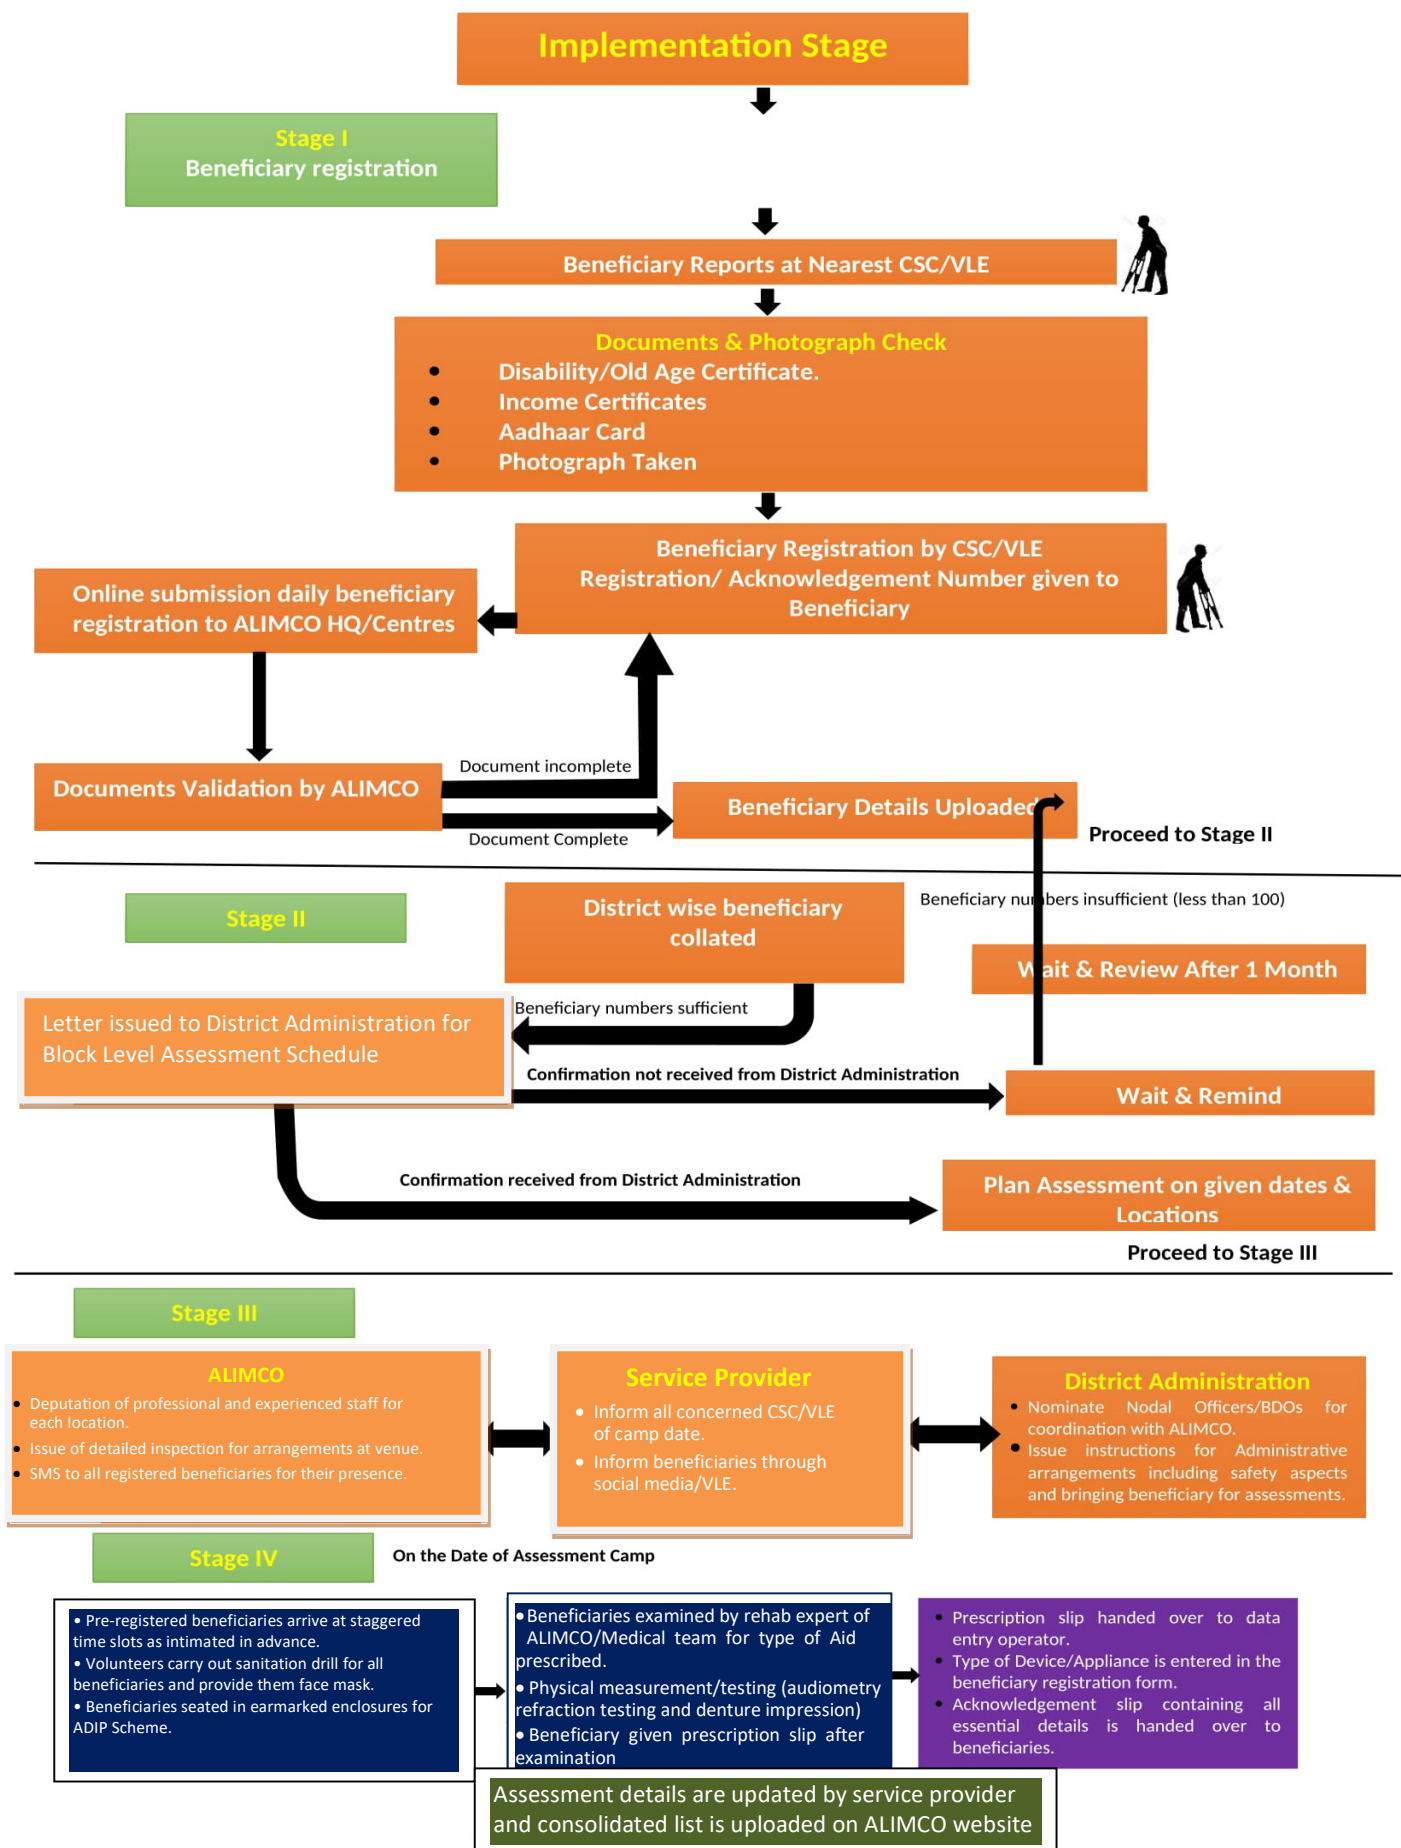 Implementation Stage
Stage I
Beneficiary registration
Beneficiary Reports at Nearest CSC/VLE
Documents & Photograph Check
• Disability/Old Age Certificate.
• Income Certificates
• Aadhaar Card
• Photograph Taken
Beneficiary Registration by CSC/VLE
Registration/ Acknowledgement Number given to
Beneficiary
Online submission daily beneficiary
registration to ALIMCO HQ/Centres
Document incomplete
Documents Validation by ALIMCO
Beneficiary Details Uploaded
Document Complete
Proceed to Stage II
Stage II
District wise beneficiary
collated
Beneficiary numbers insufficient (less than 100)
Wait & Review After 1 Month
Beneficiary numbers sufficient
Letter issued to District Administration for
Block Level Assessment Schedule
Confirmation not received from District Administration
Wait & Remind
Confirmation received from District Administration
Plan Assessment on given dates &
Locations
Proceed to Stage III
Stage III
ALIMCO
• Deputation of professional and experienced staff for
each location.
• Issue of detailed inspection for arrangements at venue.
• SMS to all registered beneficiaries for their presence.
Service Provider
• Inform all concerned CSC/VLE
of camp date.
• Inform beneficiaries through
social media/VLE.
District Administration
• Nominate Nodal Officers/BDOs for
coordination with ALIMCO.
• Issue instructions for Administrative
arrangements including safety aspects
and bringing beneficiary for assessments.
Stage IV
On the Date of Assessment Camp
• Pre-registered beneficiaries arrive at staggered
time slots as intimated in advance.
• Volunteers carry out sanitation drill for all
beneficiaries and provide them face mask.
• Beneficiaries seated in earmarked enclosures for
ADIP Scheme.
• Beneficiaries examined by rehab expert of
ALIMCO/Medical team for type of Aid
prescribed.
• Physical measurement/testing (audiometry
refraction testing and denture impression)
• Beneficiary given prescription slip after
examination
• Prescription slip handed over to data
entry operator.
• Type of Device/Appliance is entered in the
beneficiary registration form.
• Acknowledgement slip containing all
essential details is handed over to
beneficiaries.
Assessment details are updated by service provider
and consolidated list is uploaded on ALIMCO website